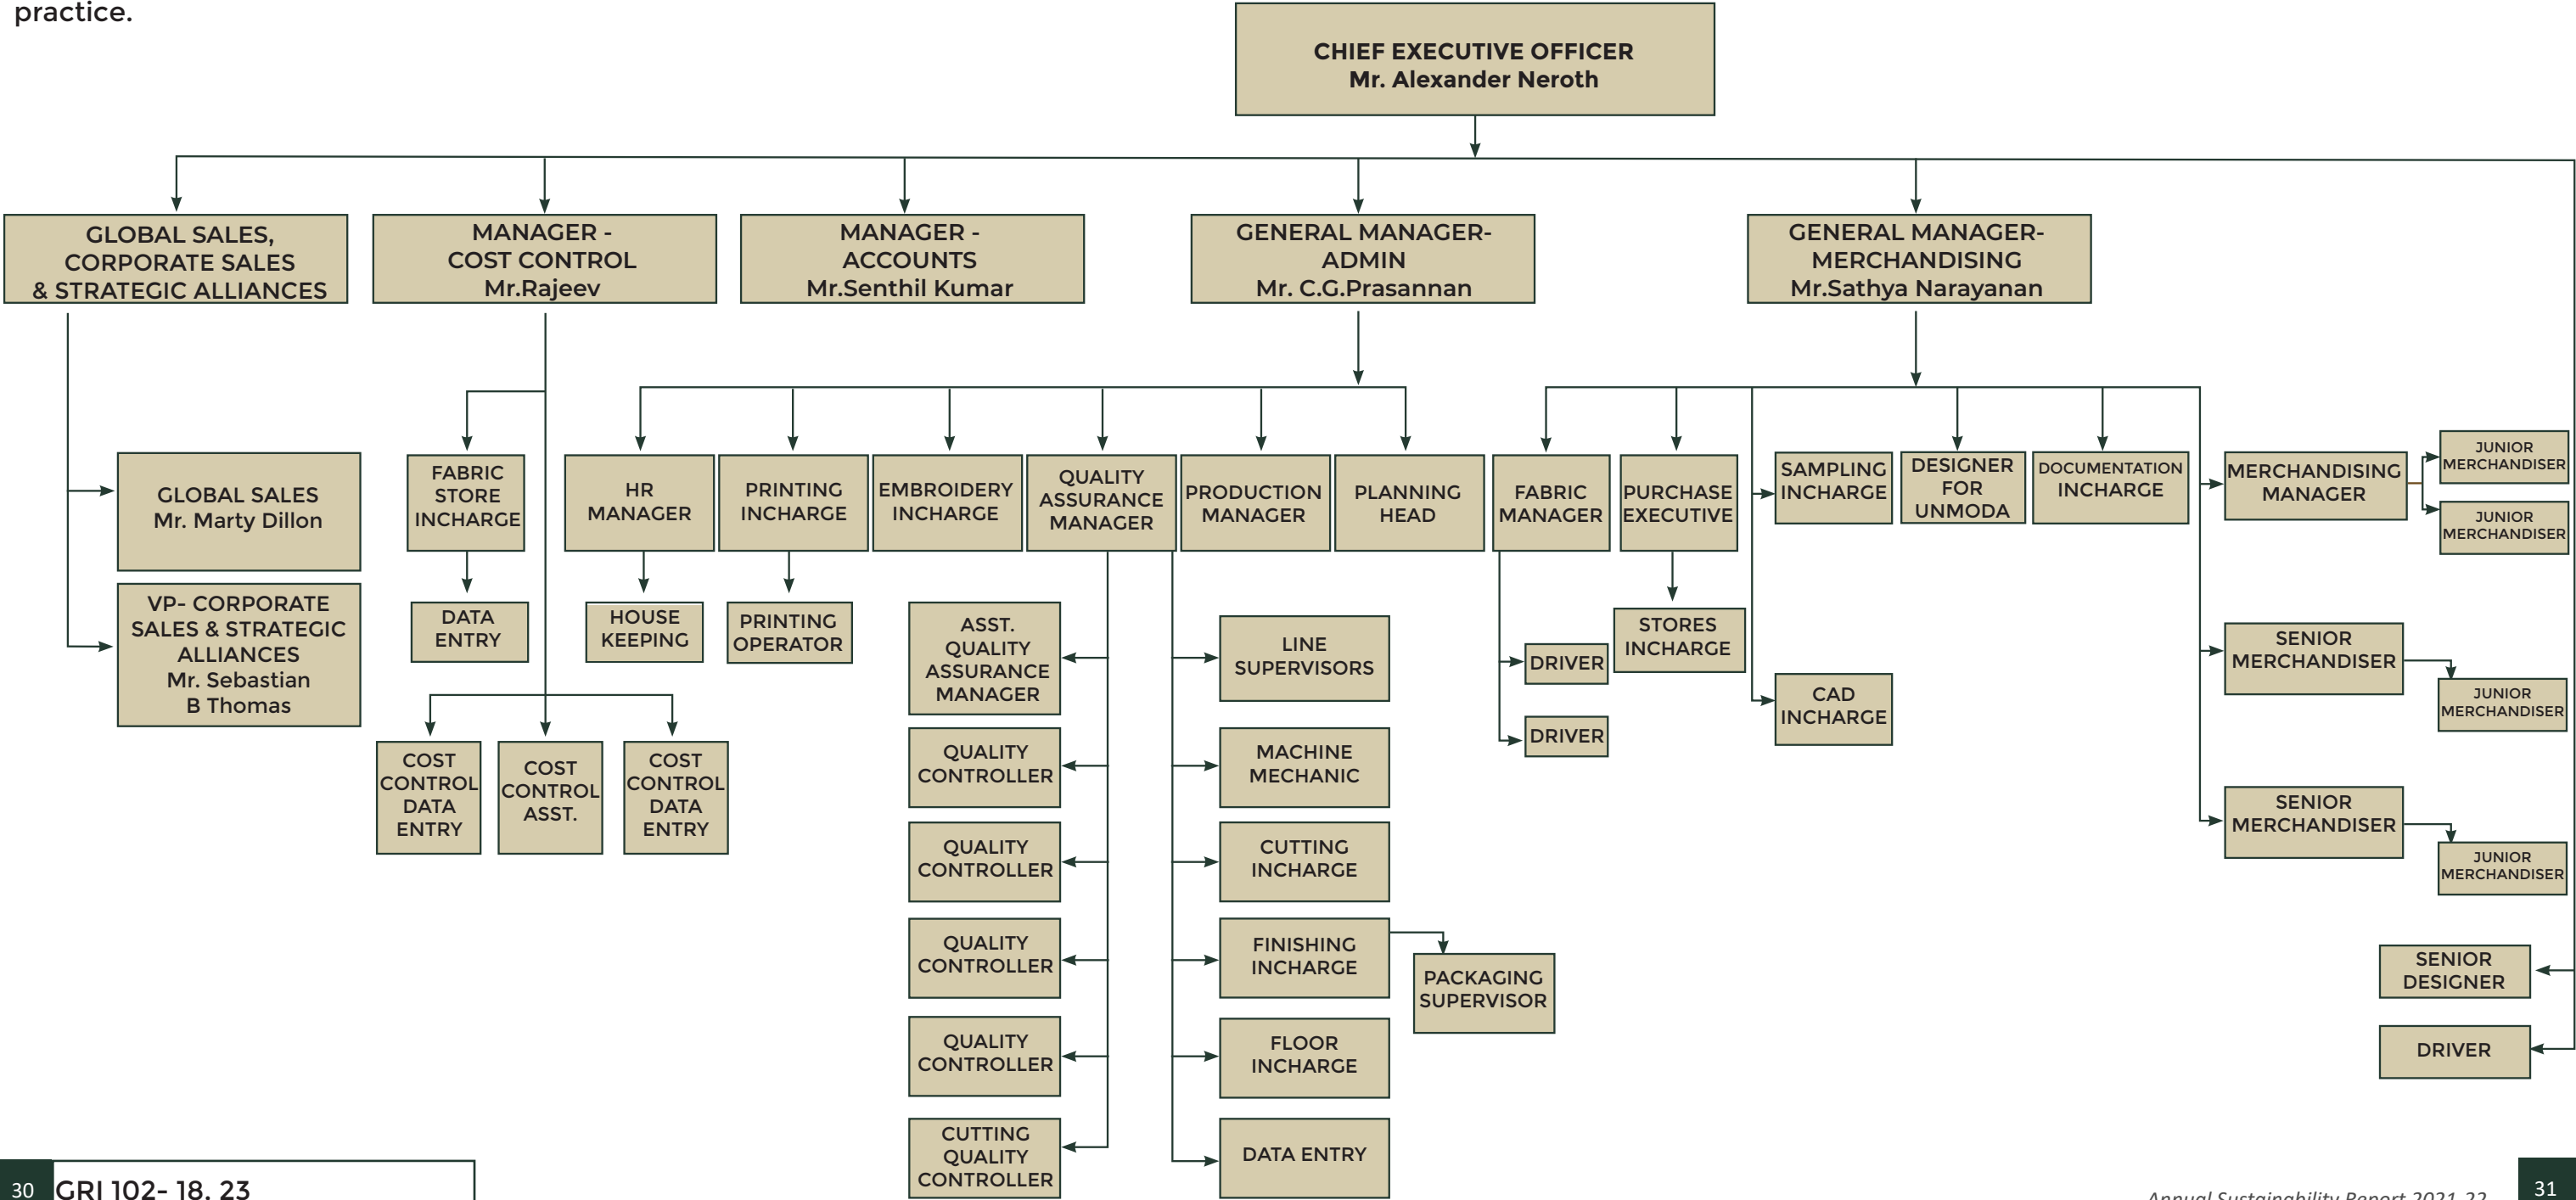 practice.
CHIEF EXECUTIVE OFFICER
Mr. Alexander Neroth
GLOBAL SALES,
CORPORATE SALES
& STRATEGIC ALLIANCES
MANAGER -
COST CONTROL
Mr.Rajeev
MANAGER -
ACCOUNTS
Mr.Senthil Kumar
GENERAL MANAGER-
ADMIN
Mr. C.G.Prasannan
GENERAL MANAGER-
MERCHANDISING
Mr.Sathya Narayanan
GLOBAL SALES
Mr. Marty Dillon
VP- CORPORATE
SALES & STRATEGIC
ALLIANCES
Mr. Sebastian
B Thomas
FABRIC
STORE
INCHARGE
DATA
ENTRY
COST
CONTROL
DATA
ENTRY
COST
CONTROL
ASST.
COST
CONTROL
DATA
ENTRY
HR
MANAGER
HOUSE
KEEPING
PRINTING
INCHARGE
PRINTING
OPERATOR
EMBROIDERY
INCHARGE
QUALITY
ASSURANCE
MANAGER
PRODUCTION
MANAGER
PLANNING
HEAD
ASST.
QUALITY
ASSURANCE
MANAGER
QUALITY
CONTROLLER
QUALITY
CONTROLLER
QUALITY
CONTROLLER
QUALITY
CONTROLLER
CUTTING
QUALITY
CONTROLLER
LINE
SUPERVISORS
MACHINE
MECHANIC
CUTTING
INCHARGE
FINISHING
INCHARGE
PACKAGING
SUPERVISOR
FLOOR
INCHARGE
DATA ENTRY
FABRIC
MANAGER
DRIVER
DRIVER
PURCHASE
EXECUTIVE
STORES
INCHARGE
SAMPLING
INCHARGE
CAD
INCHARGE
DESIGNER
FOR
UNMODA
DOCUMENTATION
INCHARGE
MERCHANDISING
MANAGER
JUNIOR
MERCHANDISER
JUNIOR
MERCHANDISER
SENIOR
MERCHANDISER
JUNIOR
MERCHANDISER
SENIOR
MERCHANDISER
JUNIOR
MERCHANDISER
SENIOR
DESIGNER
DRIVER
30
GRI 102- 18, 23
Annual Sustainability Report 2021-22
31